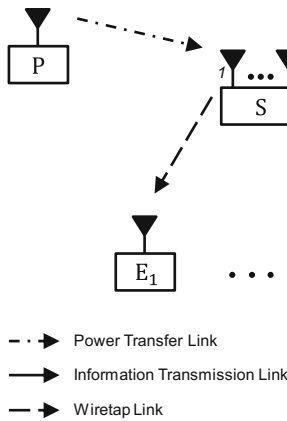 P
1
S
E₁
Power Transfer Link
Information Transmission Link
Wiretap Link